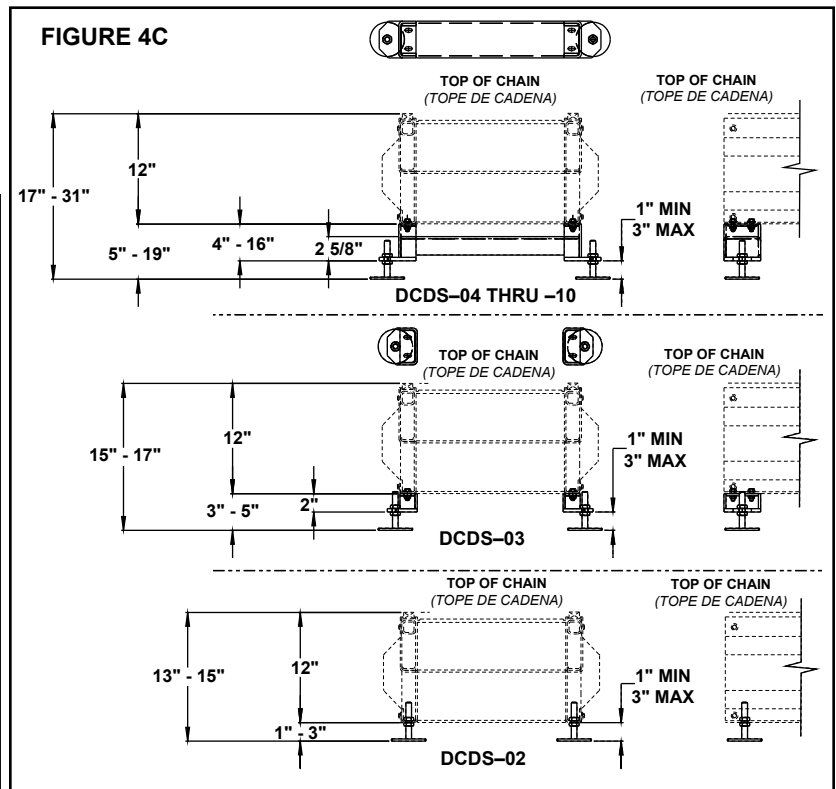 FIGURE 4C
TOP OF CHAIN
(TOPE DE CADENA)
TOP OF CHAIN
(TOPE DE CADENA)
17" - 31"
12"
5" - 19"
4" - 16"
2 5/8"
1" MIN
3" MAX
DCDS–04 THRU –10
TOP OF CHAIN
(TOPE DE CADENA)
TOP OF CHAIN
(TOPE DE CADENA)
15" - 17"
12"
3" - 5"
2"
1" MIN
3" MAX
DCDS–03
TOP OF CHAIN
(TOPE DE CADENA)
TOP OF CHAIN
(TOPE DE CADENA)
13" - 15"
12"
1" - 3"
1" MIN
3" MAX
DCDS–02